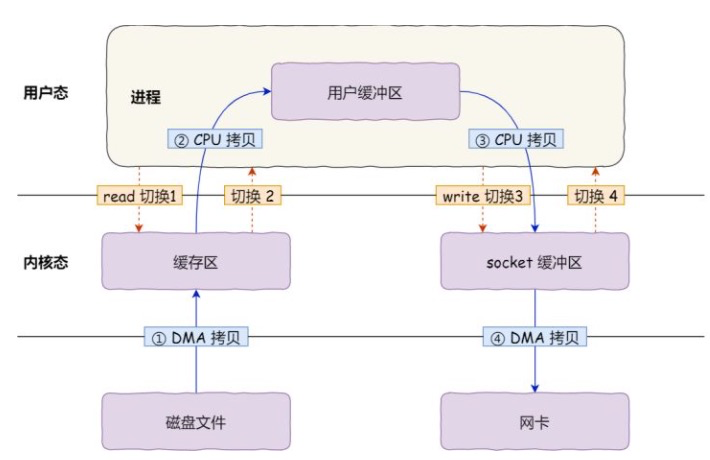 用户态
进程
用户缓冲区
② CPU 拷贝
③ CPU 拷贝
read 切换1
切换 2
write 切换3
切换 4
内核态
缓存区
socket 缓冲区
① DMA 拷贝
④ DMA 拷贝
磁盘文件
网卡